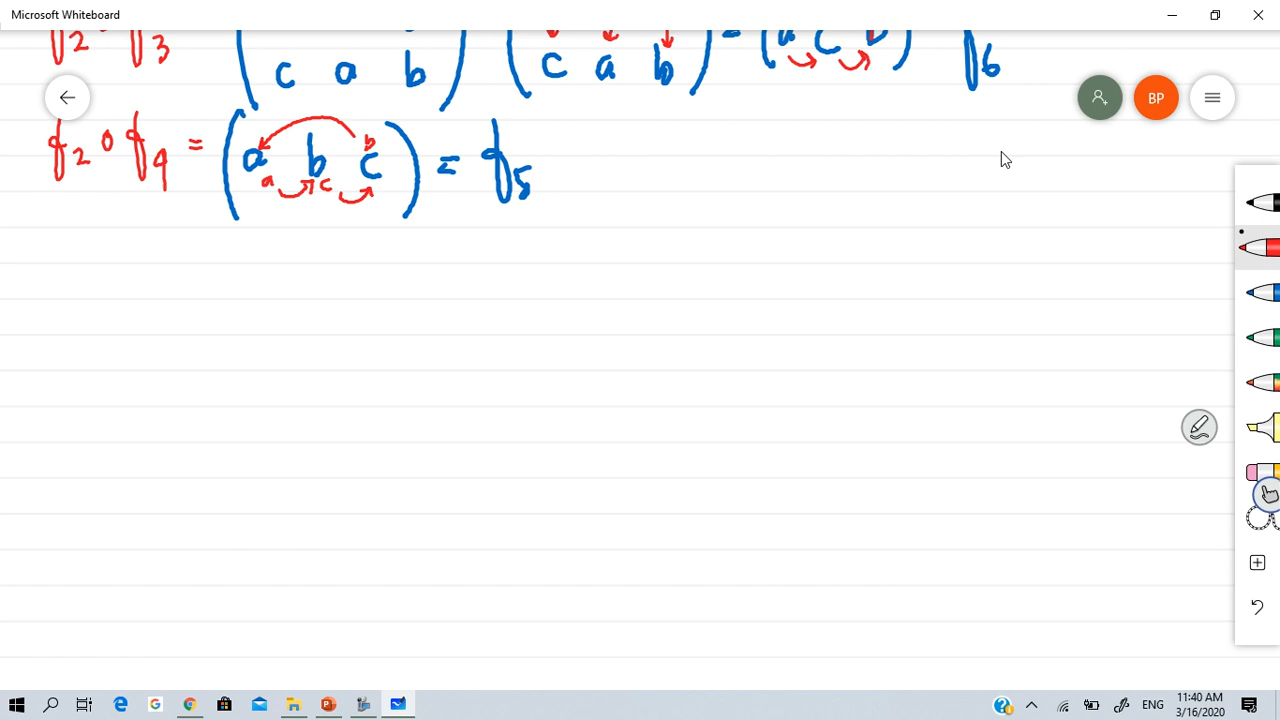 Microsoft Whiteboard
f2 o f3
c a b
c a b
= (a c b)
f6
BP
f2 o f4 = (a b c) = f5
b
a c
ENG
11:40 AM
3/16/2020